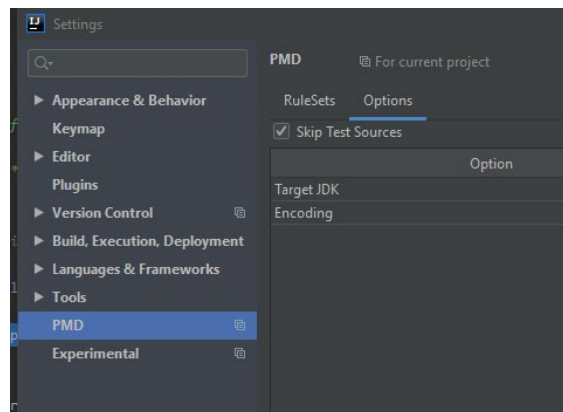 Settings
PMD
For current project
RuleSets Options
Skip Test Sources
Option
Target JDK
Encoding
Appearance & Behavior
Keymap
Editor
Plugins
Version Control
Build, Execution, Deployment
Languages & Frameworks
Tools
PMD
Experimental